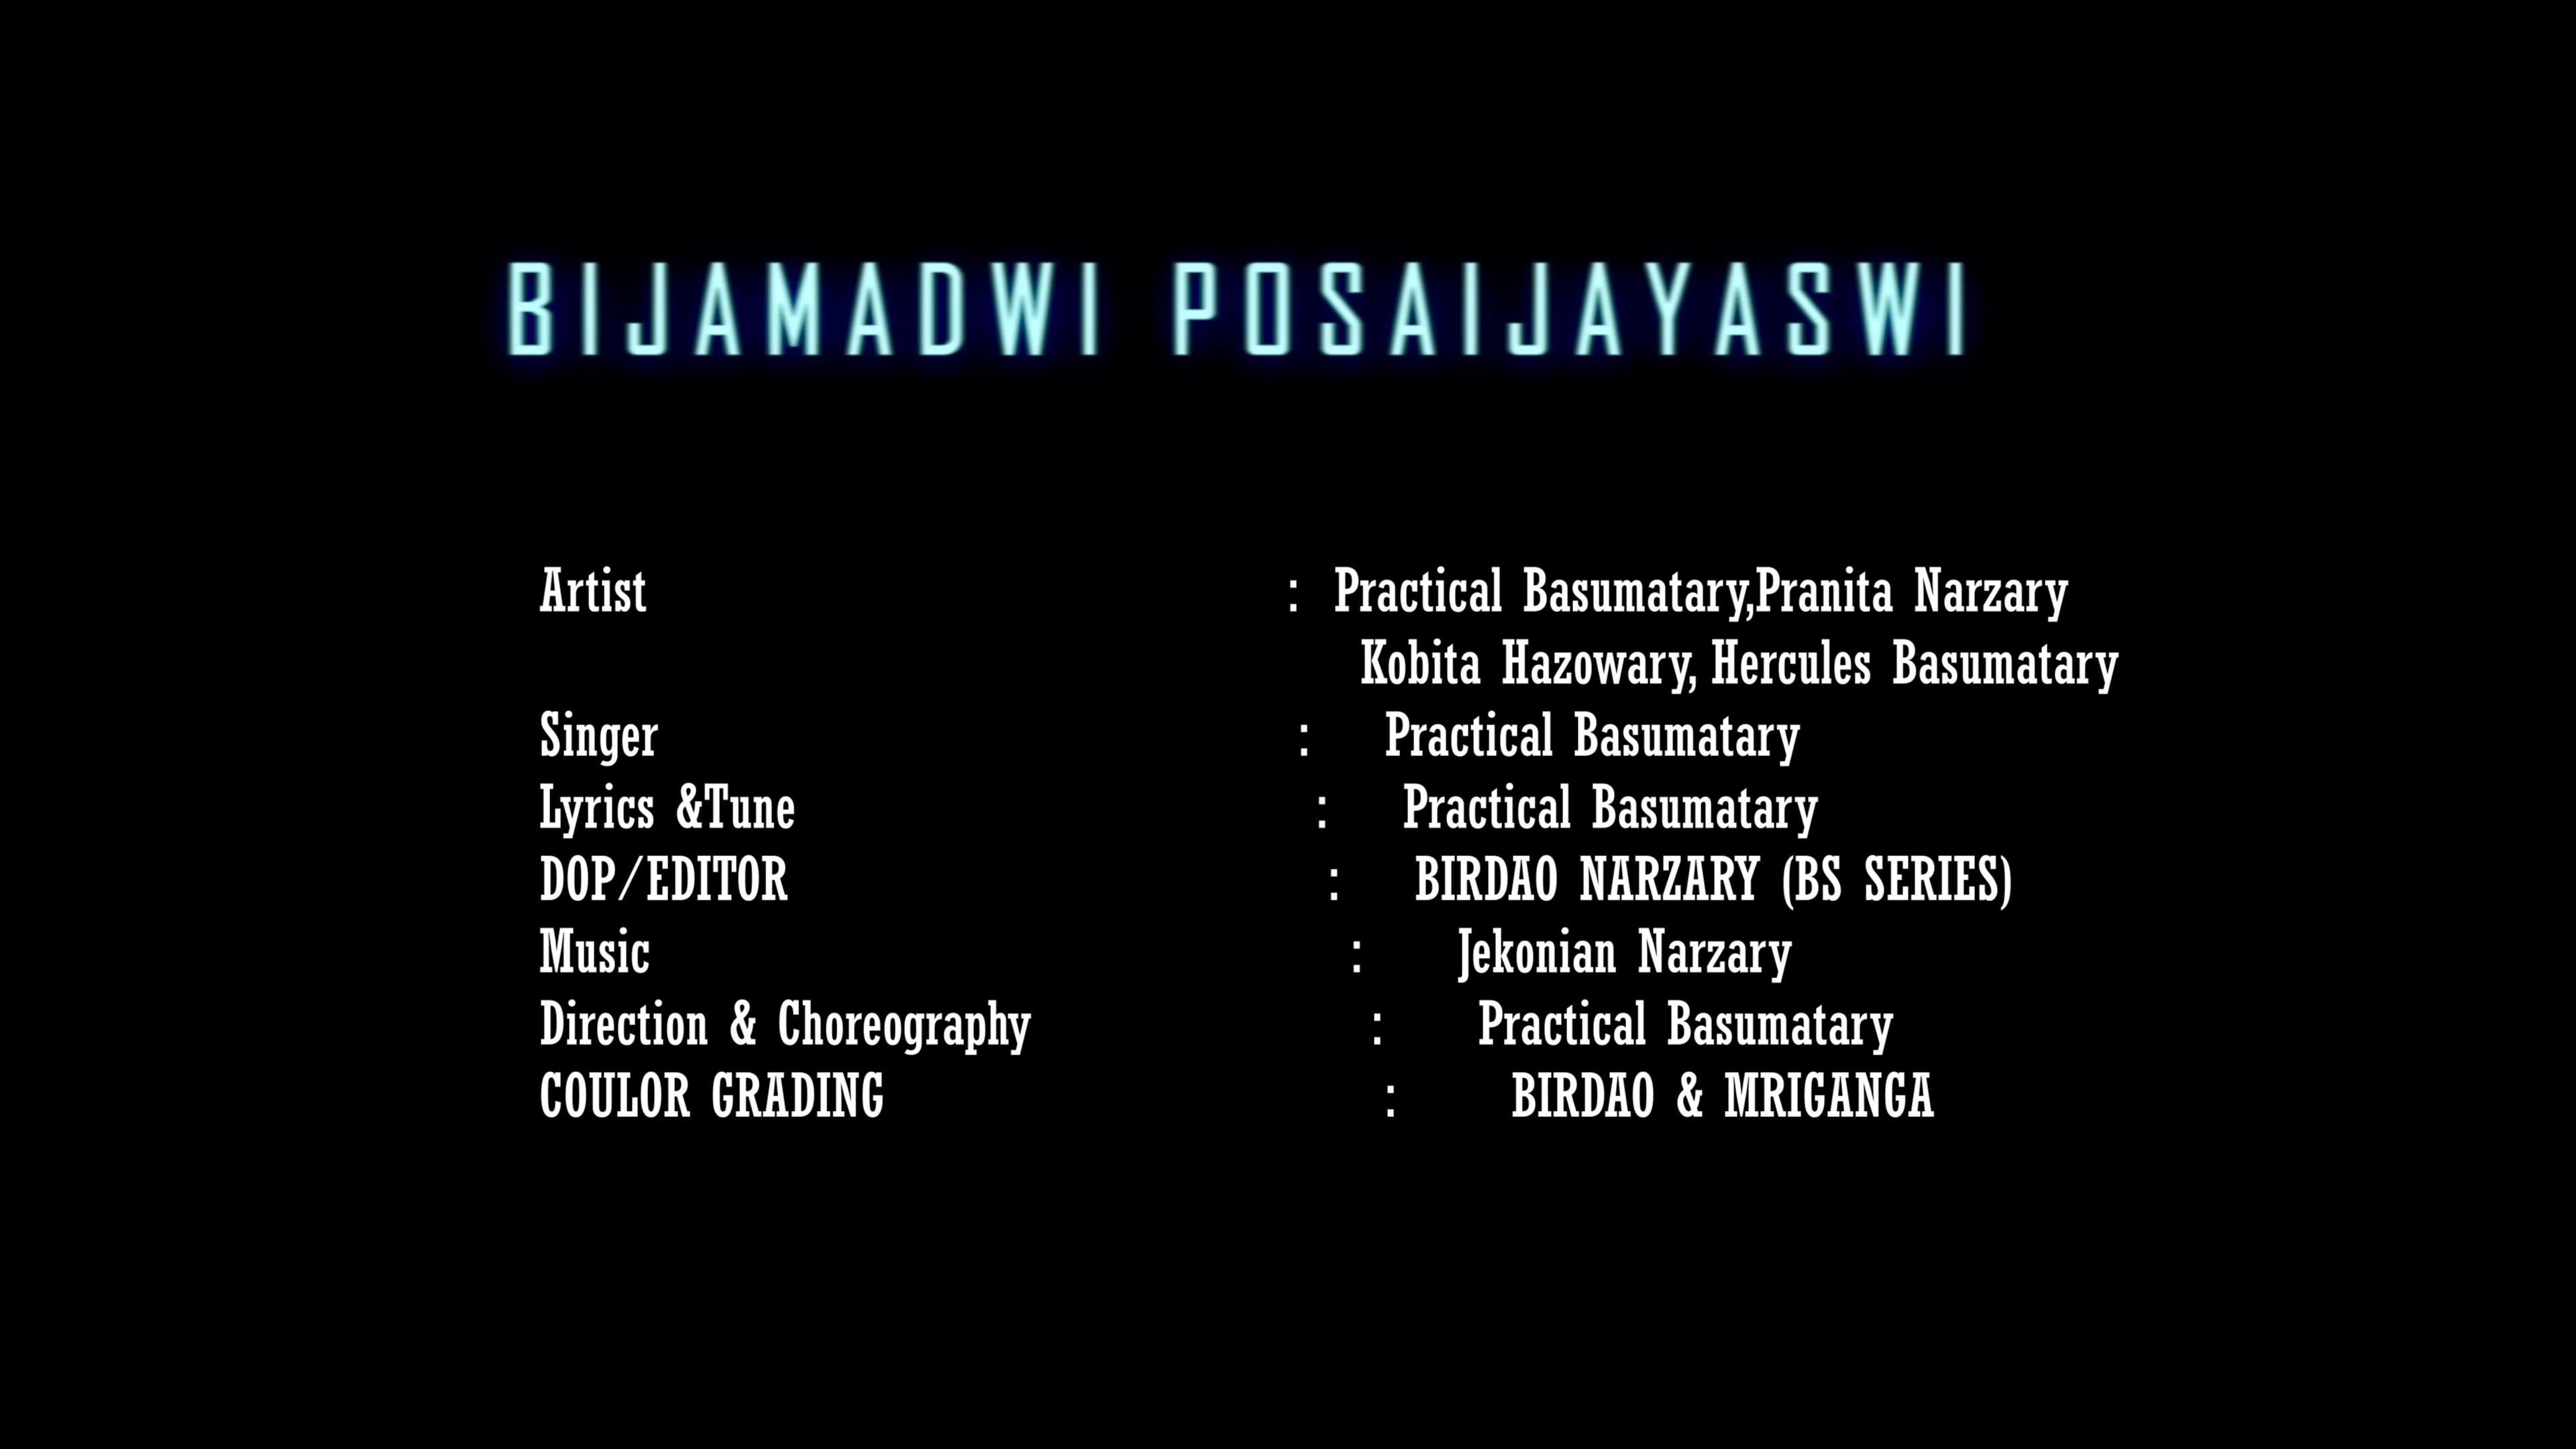 BIJAMADWI POSAIJAYASWI
Artist : Practical Basumatary,Pranita Narzary
Kobita Hazowary, Hercules Basumatary
Singer : Practical Basumatary
Lyrics &Tune : Practical Basumatary
DOP/EDITOR : BIRDAO NARZARY (BS SERIES)
Music : Jekonian Narzary
Direction & Choreography : Practical Basumatary
COULOR GRADING : BIRDAO & MRIGANGA